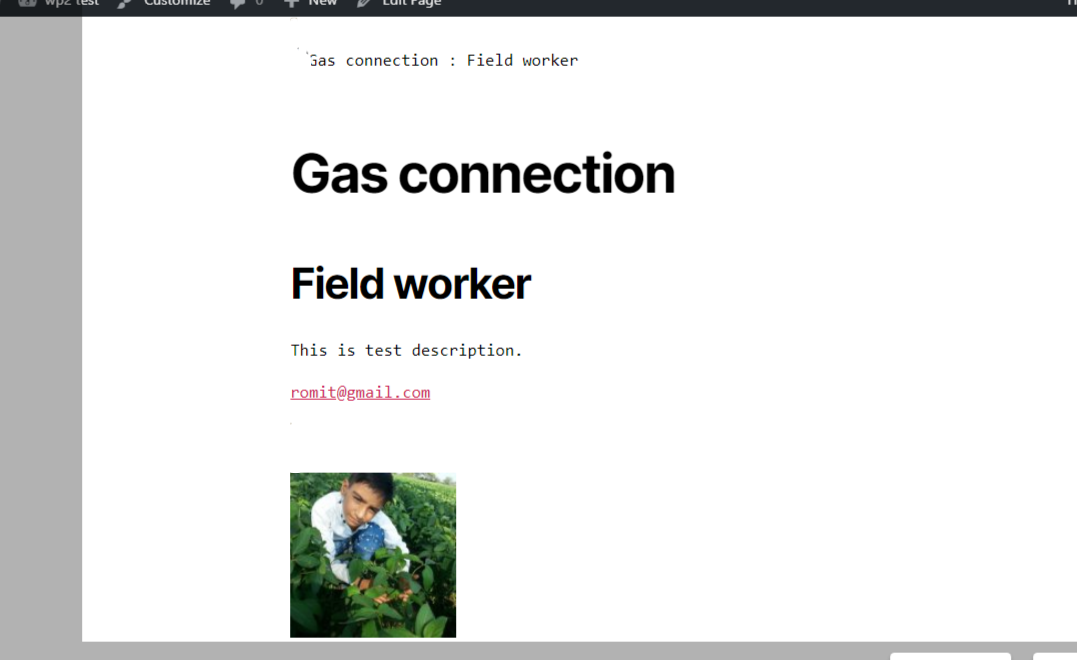 wp2 test Customize 0 New Edit Page
Gas connection : Field worker
Gas connection
Field worker
This is test description.
romit@gmail.com